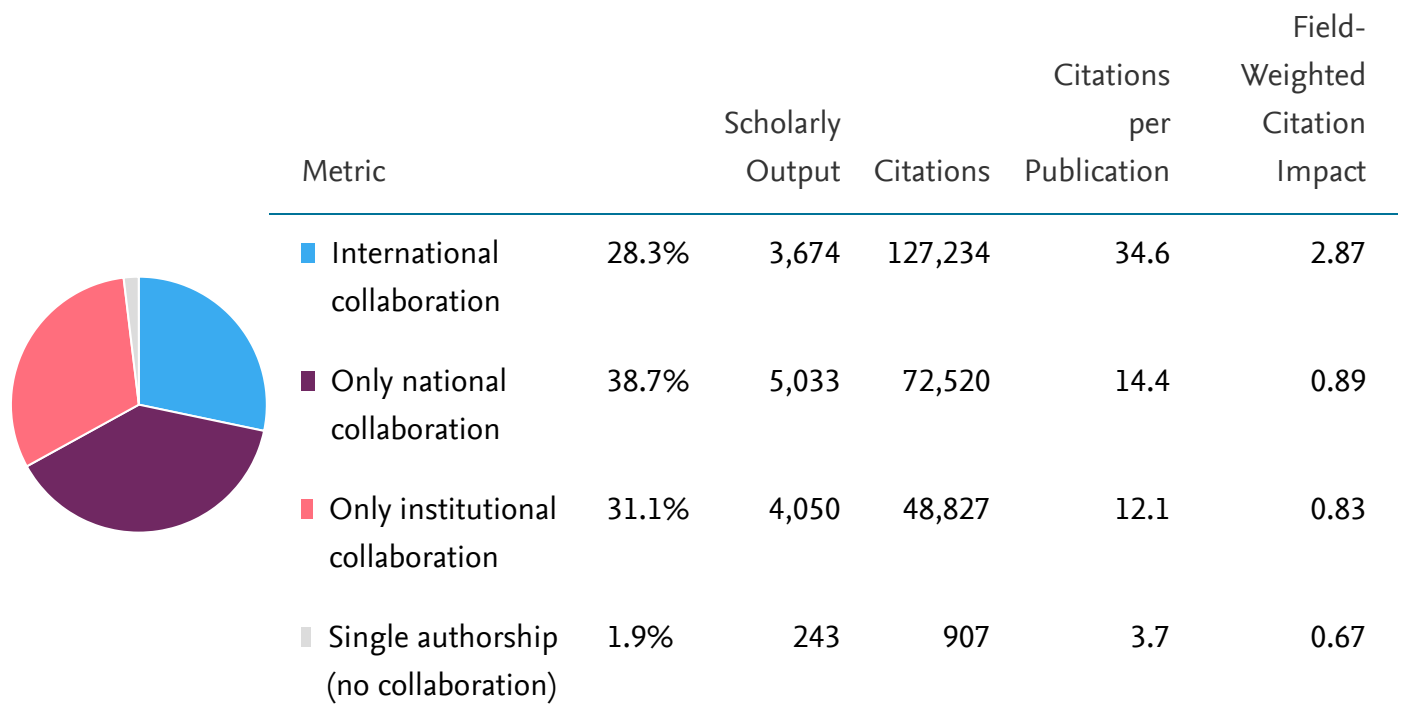 Field-
Citations Weighted
Scholarly per Citation
Metric Output Citations Publication Impact
International 28.3% 3,674 127,234 34.6 2.87
collaboration
Only national 38.7% 5,033 72,520 14.4 0.89
collaboration
Only institutional 31.1% 4,050 48,827 12.1 0.83
collaboration
Single authorship 1.9% 243 907 3.7 0.67
(no collaboration)